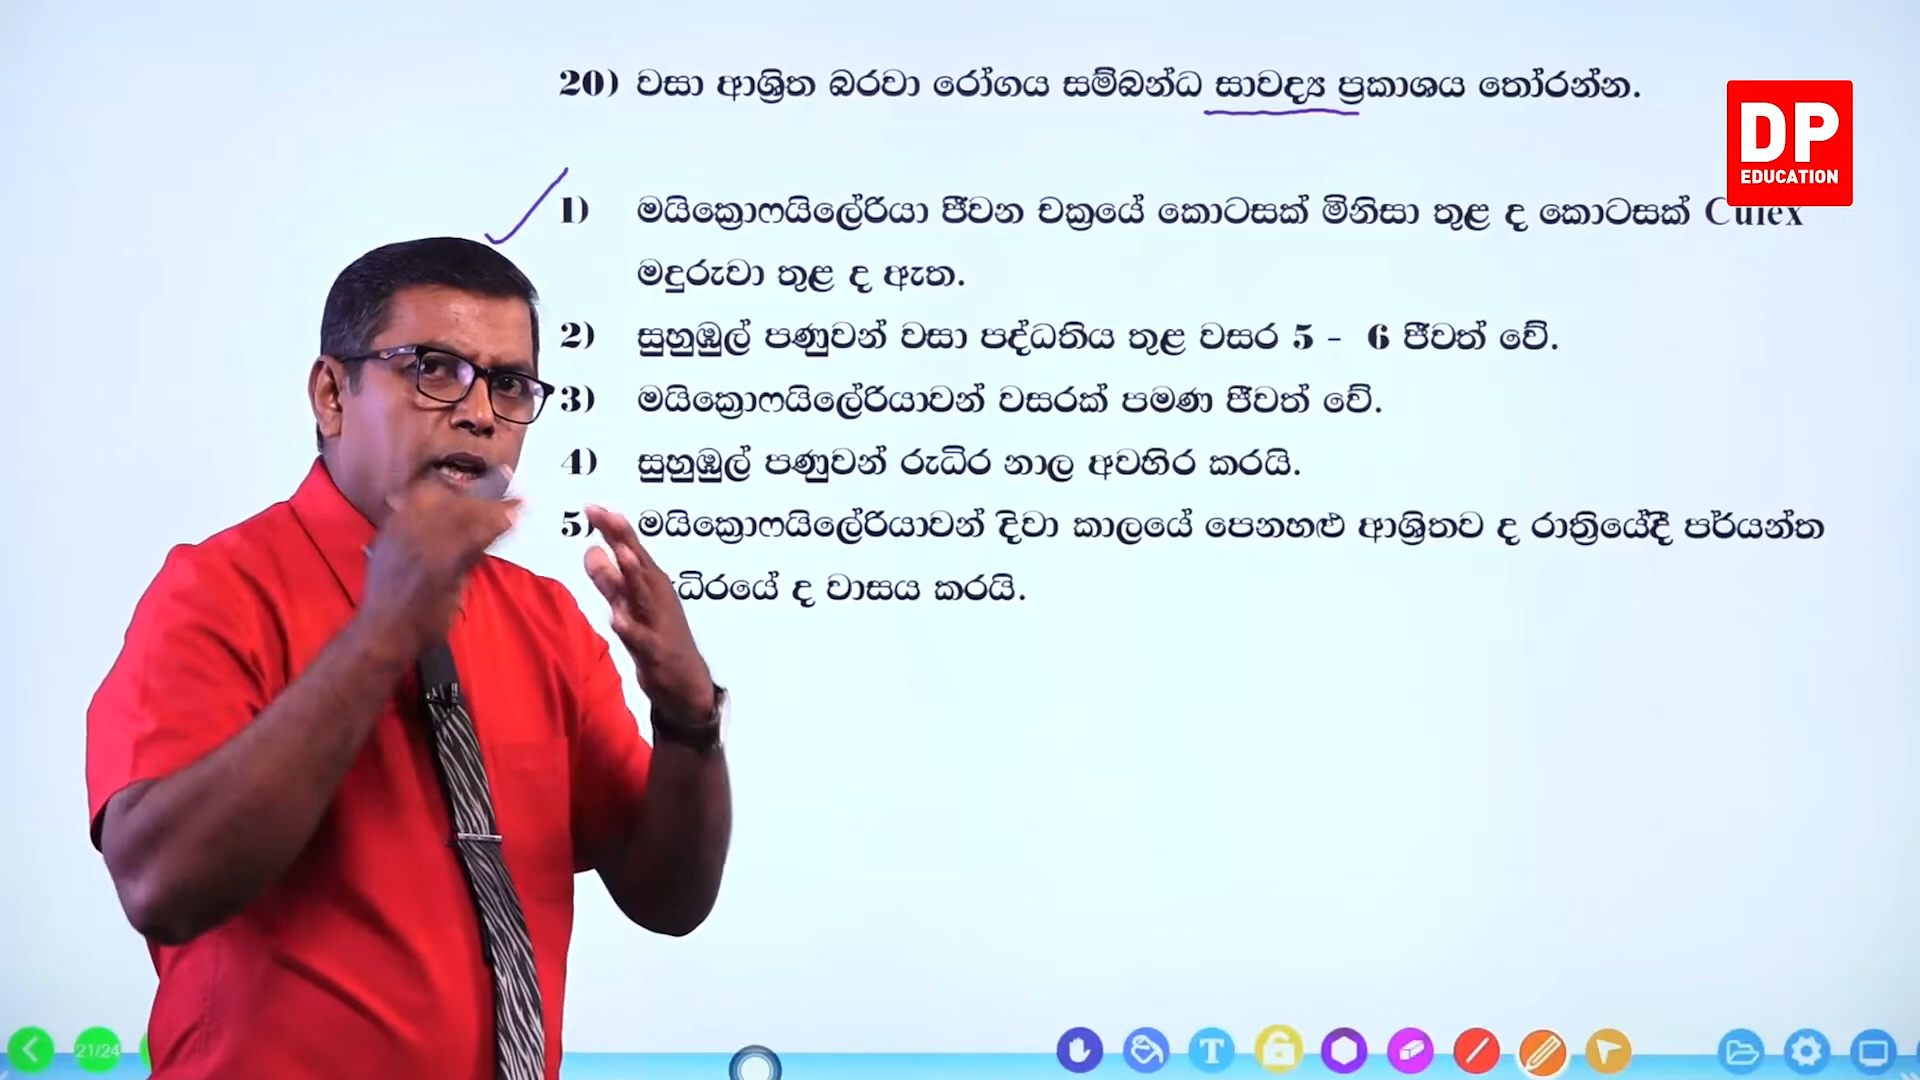 20) වසා ආශ්‍රිත බරවා රෝගය සම්බන්ධ සාවද්‍ය ප්‍රකාශය තෝරන්න.
DP
EDUCATION
1) මයික්‍රොෆයිලේරියා ජීවන චක්‍රයේ කොටසක් මිනිසා තුළ ද කොටසක් Culex
මදුරුවා තුළ ද ඇත.
2) සුහුඹුල් පණුවන් වසා පද්ධතිය තුළ වසර 5 - 6 ජීවත් වේ.
3) මයික්‍රොෆයිලේරියාවන් වසරක් පමණ ජීවත් වේ.
4) සුහුඹුල් පණුවන් රුධිර නාල අවහිර කරයි.
5) මයික්‍රොෆයිලේරියාවන් දිවා කාලයේ පෙනහළු ආශ්‍රිතව ද රාත්‍රියේදී පර්යන්ත
ද වාසය කරයි.
21/24